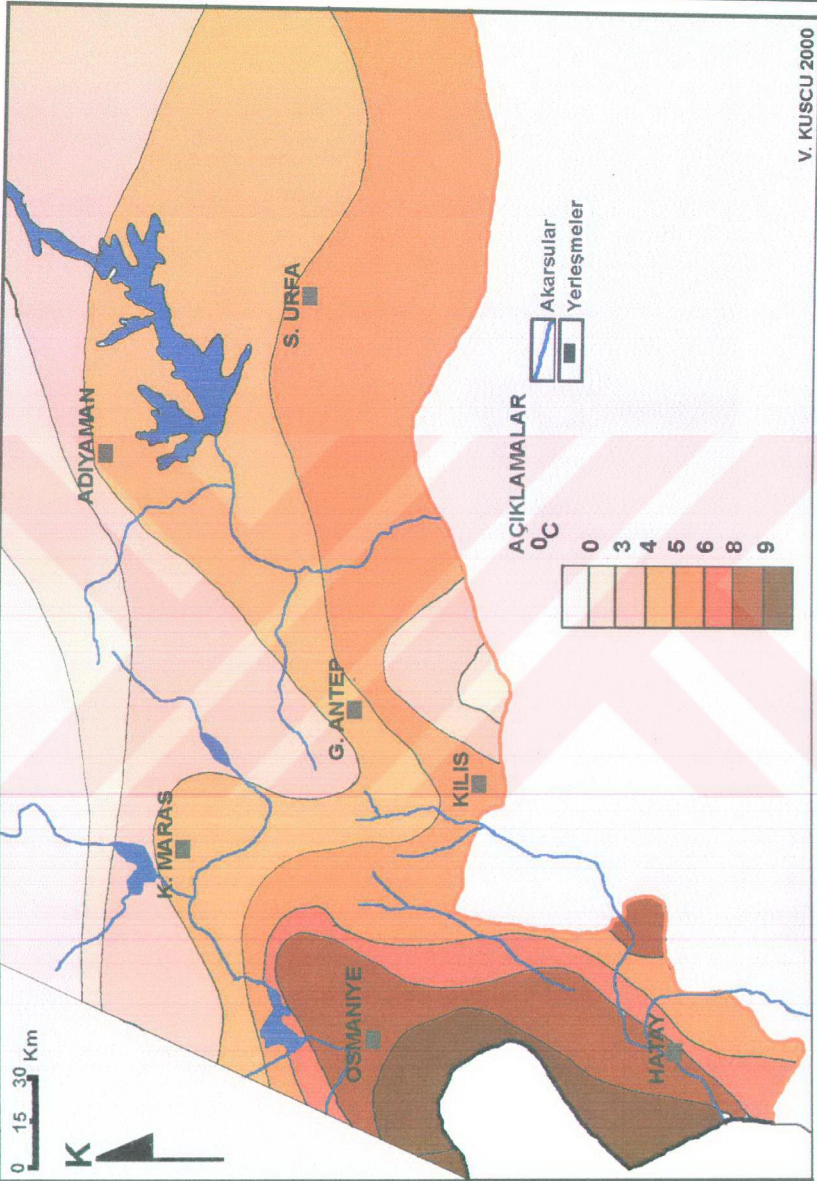 0 15 30 Km
K
ADIYAMAN
K. MARAS
S. URFA
G. ANTEP
OSMANIYE
KILIS
HATAY
AÇIKLAMALAR
0C
0
3
4
5
6
8
9
Akarsular
Yerleşmeler
V. KUSCU 2000